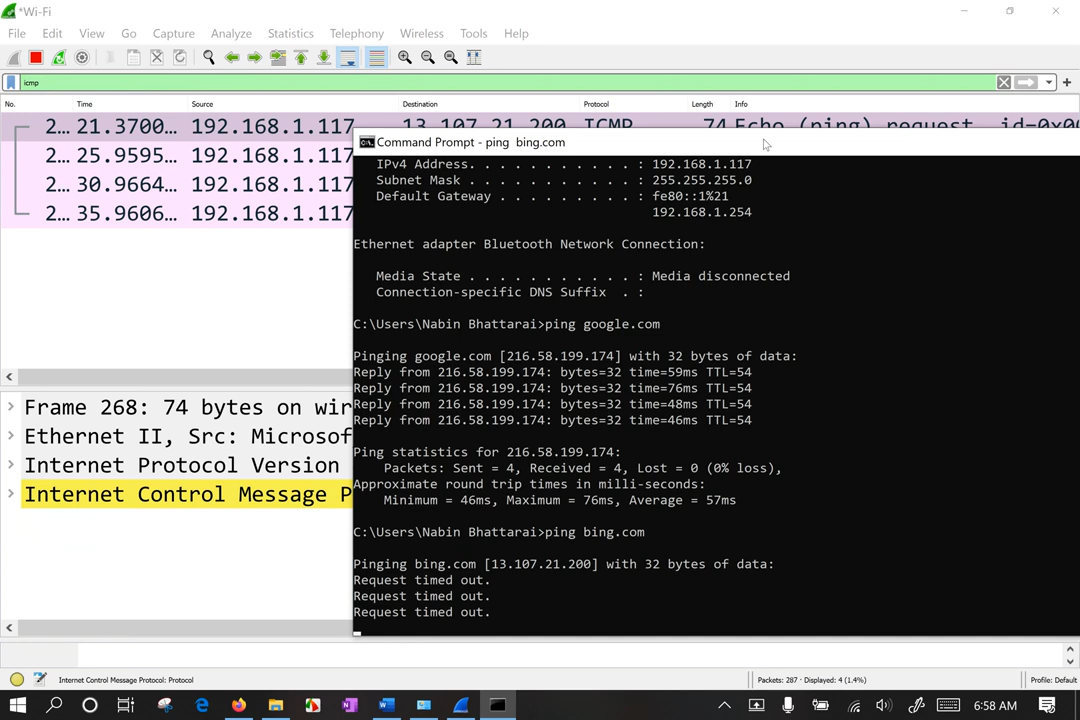 *Wi-Fi
File Edit View Go Capture Analyze Statistics Telephony Wireless Tools Help
icmp
No. Time Source Destination Protocol Length Info
2... 21.3700... 192.168.1.117 13.107.21.200 ICMP 74 Echo (ping) request id=0x00
2... 25.9595... 192.168.1.117
2... 30.9664... 192.168.1.117
2... 35.9606... 192.168.1.117
Command Prompt - ping bing.com
IPv4 Address. . . . . . . . . . . : 192.168.1.117
Subnet Mask . . . . . . . . . . . : 255.255.255.0
Default Gateway . . . . . . . . . : fe80::1%21
192.168.1.254
Ethernet adapter Bluetooth Network Connection:
Media State . . . . . . . . . . . : Media disconnected
Connection-specific DNS Suffix . :
C:\Users\Nabin Bhattarai>ping google.com
Pinging google.com [216.58.199.174] with 32 bytes of data:
Reply from 216.58.199.174: bytes=32 time=59ms TTL=54
Reply from 216.58.199.174: bytes=32 time=76ms TTL=54
Reply from 216.58.199.174: bytes=32 time=48ms TTL=54
Reply from 216.58.199.174: bytes=32 time=46ms TTL=54
Ping statistics for 216.58.199.174:
Packets: Sent = 4, Received = 4, Lost = 0 (0% loss),
Approximate round trip times in milli-seconds:
Minimum = 46ms, Maximum = 76ms, Average = 57ms
C:\Users\Nabin Bhattarai>ping bing.com
Pinging bing.com [13.107.21.200] with 32 bytes of data:
Request timed out.
Request timed out.
Request timed out.
Frame 268: 74 bytes on wir
Ethernet II, Src: Microsof
Internet Protocol Version
Internet Control Message P
Internet Control Message Protocol: Protocol
Packets: 287 · Displayed: 4 (1.4%)
Profile: Default
6:58 AM